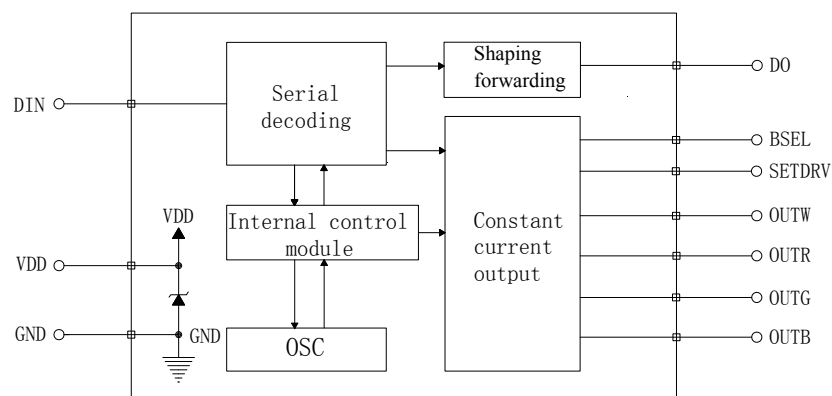 Shaping
forwarding
DO
DIN
Serial
decoding
BSEL
SETDRV
VDD
Internal control
module
Constant
current
output
OUTW
VDD
OUTR
OUTG
GND
GND
OSC
OUTB